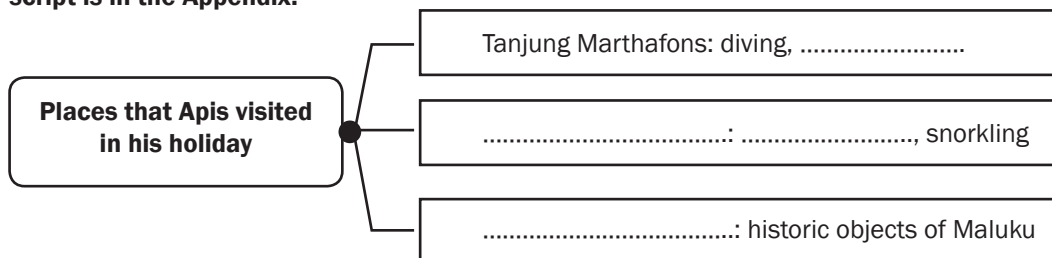 script is in the Appendix.
Tanjung Marthafons: diving, .........................
Places that Apis visited
in his holiday
.....................................: .........................., snorkling
......................................: historic objects of Maluku